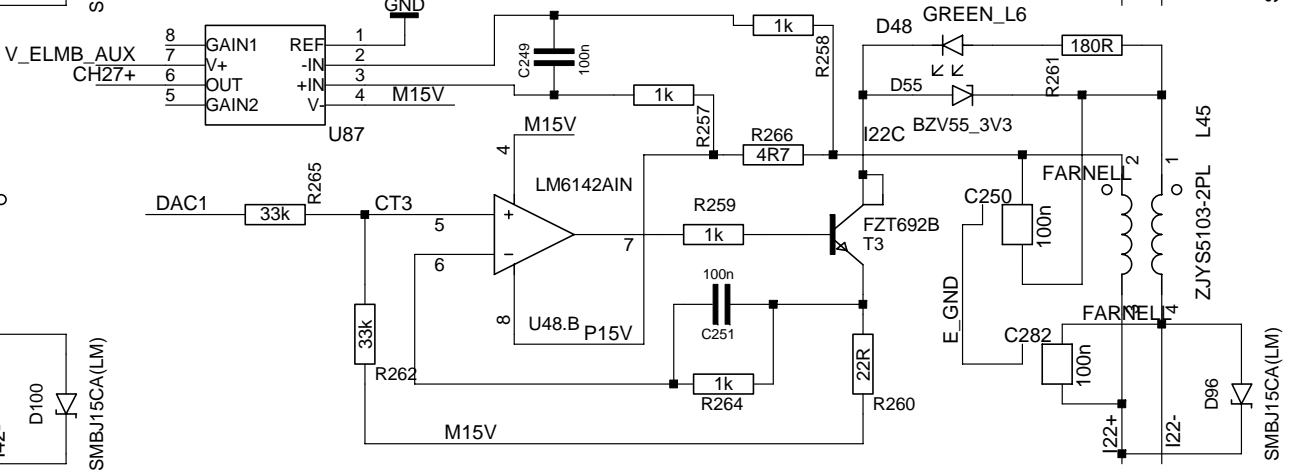 S
GND
8 GAIN1 REF 1
V_ELMB_AUX 7 V+ -IN 2
CH27+ 6 OUT +IN 3
5 GAIN2 V- 4 M15V
U87
C249
100n
1k
R258
1k
R257
D48
GREEN_L6
180R
R261
D55
BZV55_3V3
I22C
R266
4R7
L45
M15V
4
LM6142AIN
DAC1
33k
R265
CT3
5
+
6
−
7
8
U48.B
P15V
R259
1k
FZT692B
T3
100n
C251
1k
R264
33k
R262
22R
R260
M15V
FARNELL
2
1
C250
100n
E_GND
ZJYS5103-2PL
FARNELL
3
4
C282
100n
D96
SMBJ15CA(LM)
I22+
I22-
D100
SMBJ15CA(LM)
I42-